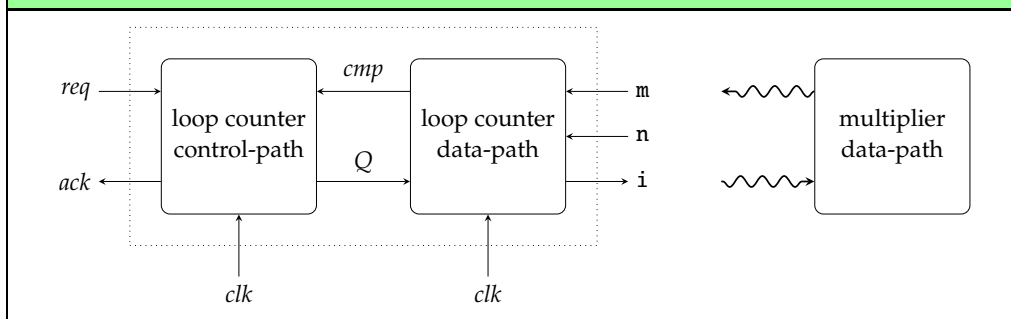 req
ack
loop counter
control-path
cmp
Q
loop counter
data-path
m
n
i
multiplier
data-path
clk
clk